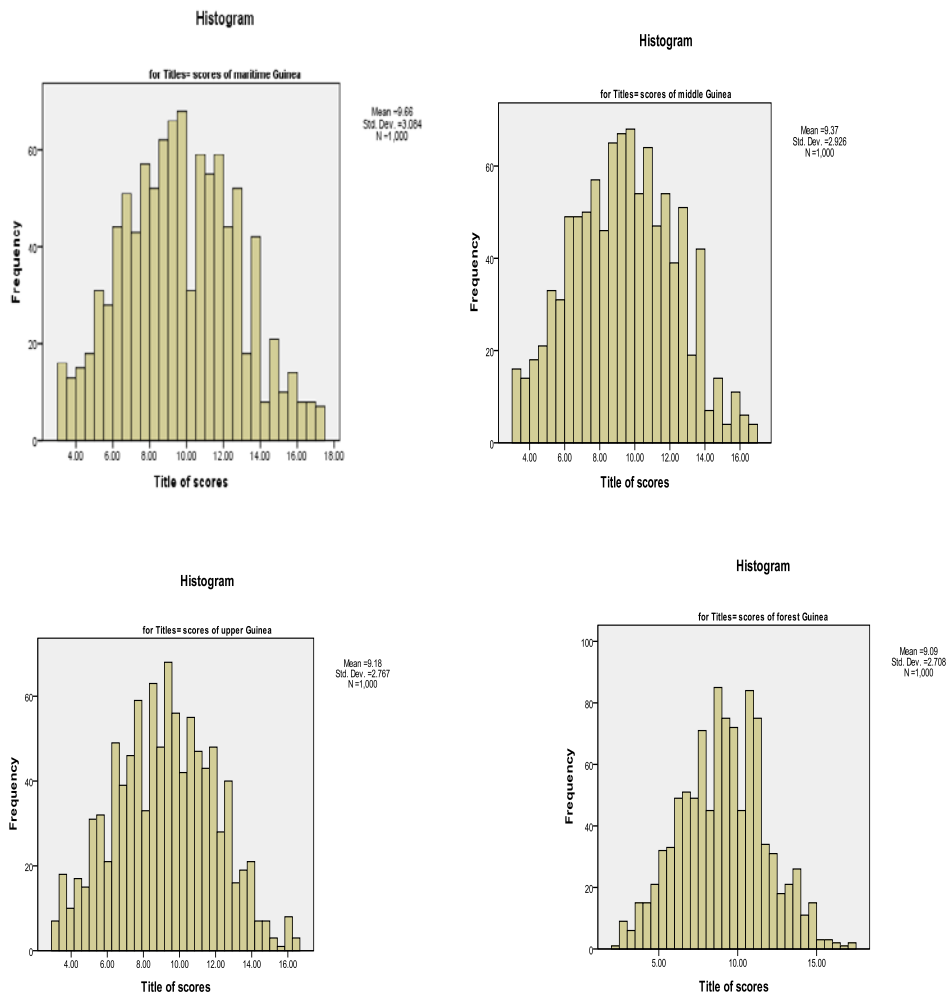 Histogram
for Titles= scores of maritime Guinea
Mean =9.66
Std. Dev. =3.084
N =1,000
60
40
20
0
Frequency
4.00 6.00 8.00 10.00 12.00 14.00 16.00 18.00
Title of scores
Histogram
for Titles= scores of middle Guinea
Mean =9.37
Std. Dev. =2.926
N =1,000
60
40
20
0
Frequency
4.00 6.00 8.00 10.00 12.00 14.00 16.00
Title of scores
Histogram
for Titles= scores of upper Guinea
Mean =9.18
Std. Dev. =2.767
N =1,000
60
40
20
0
Frequency
4.00 6.00 8.00 10.00 12.00 14.00 16.00
Title of scores
Histogram
for Titles= scores of forest Guinea
Mean =9.09
Std. Dev. =2.708
N =1,000
100
80
60
40
20
0
Frequency
5.00 10.00 15.00
Title of scores